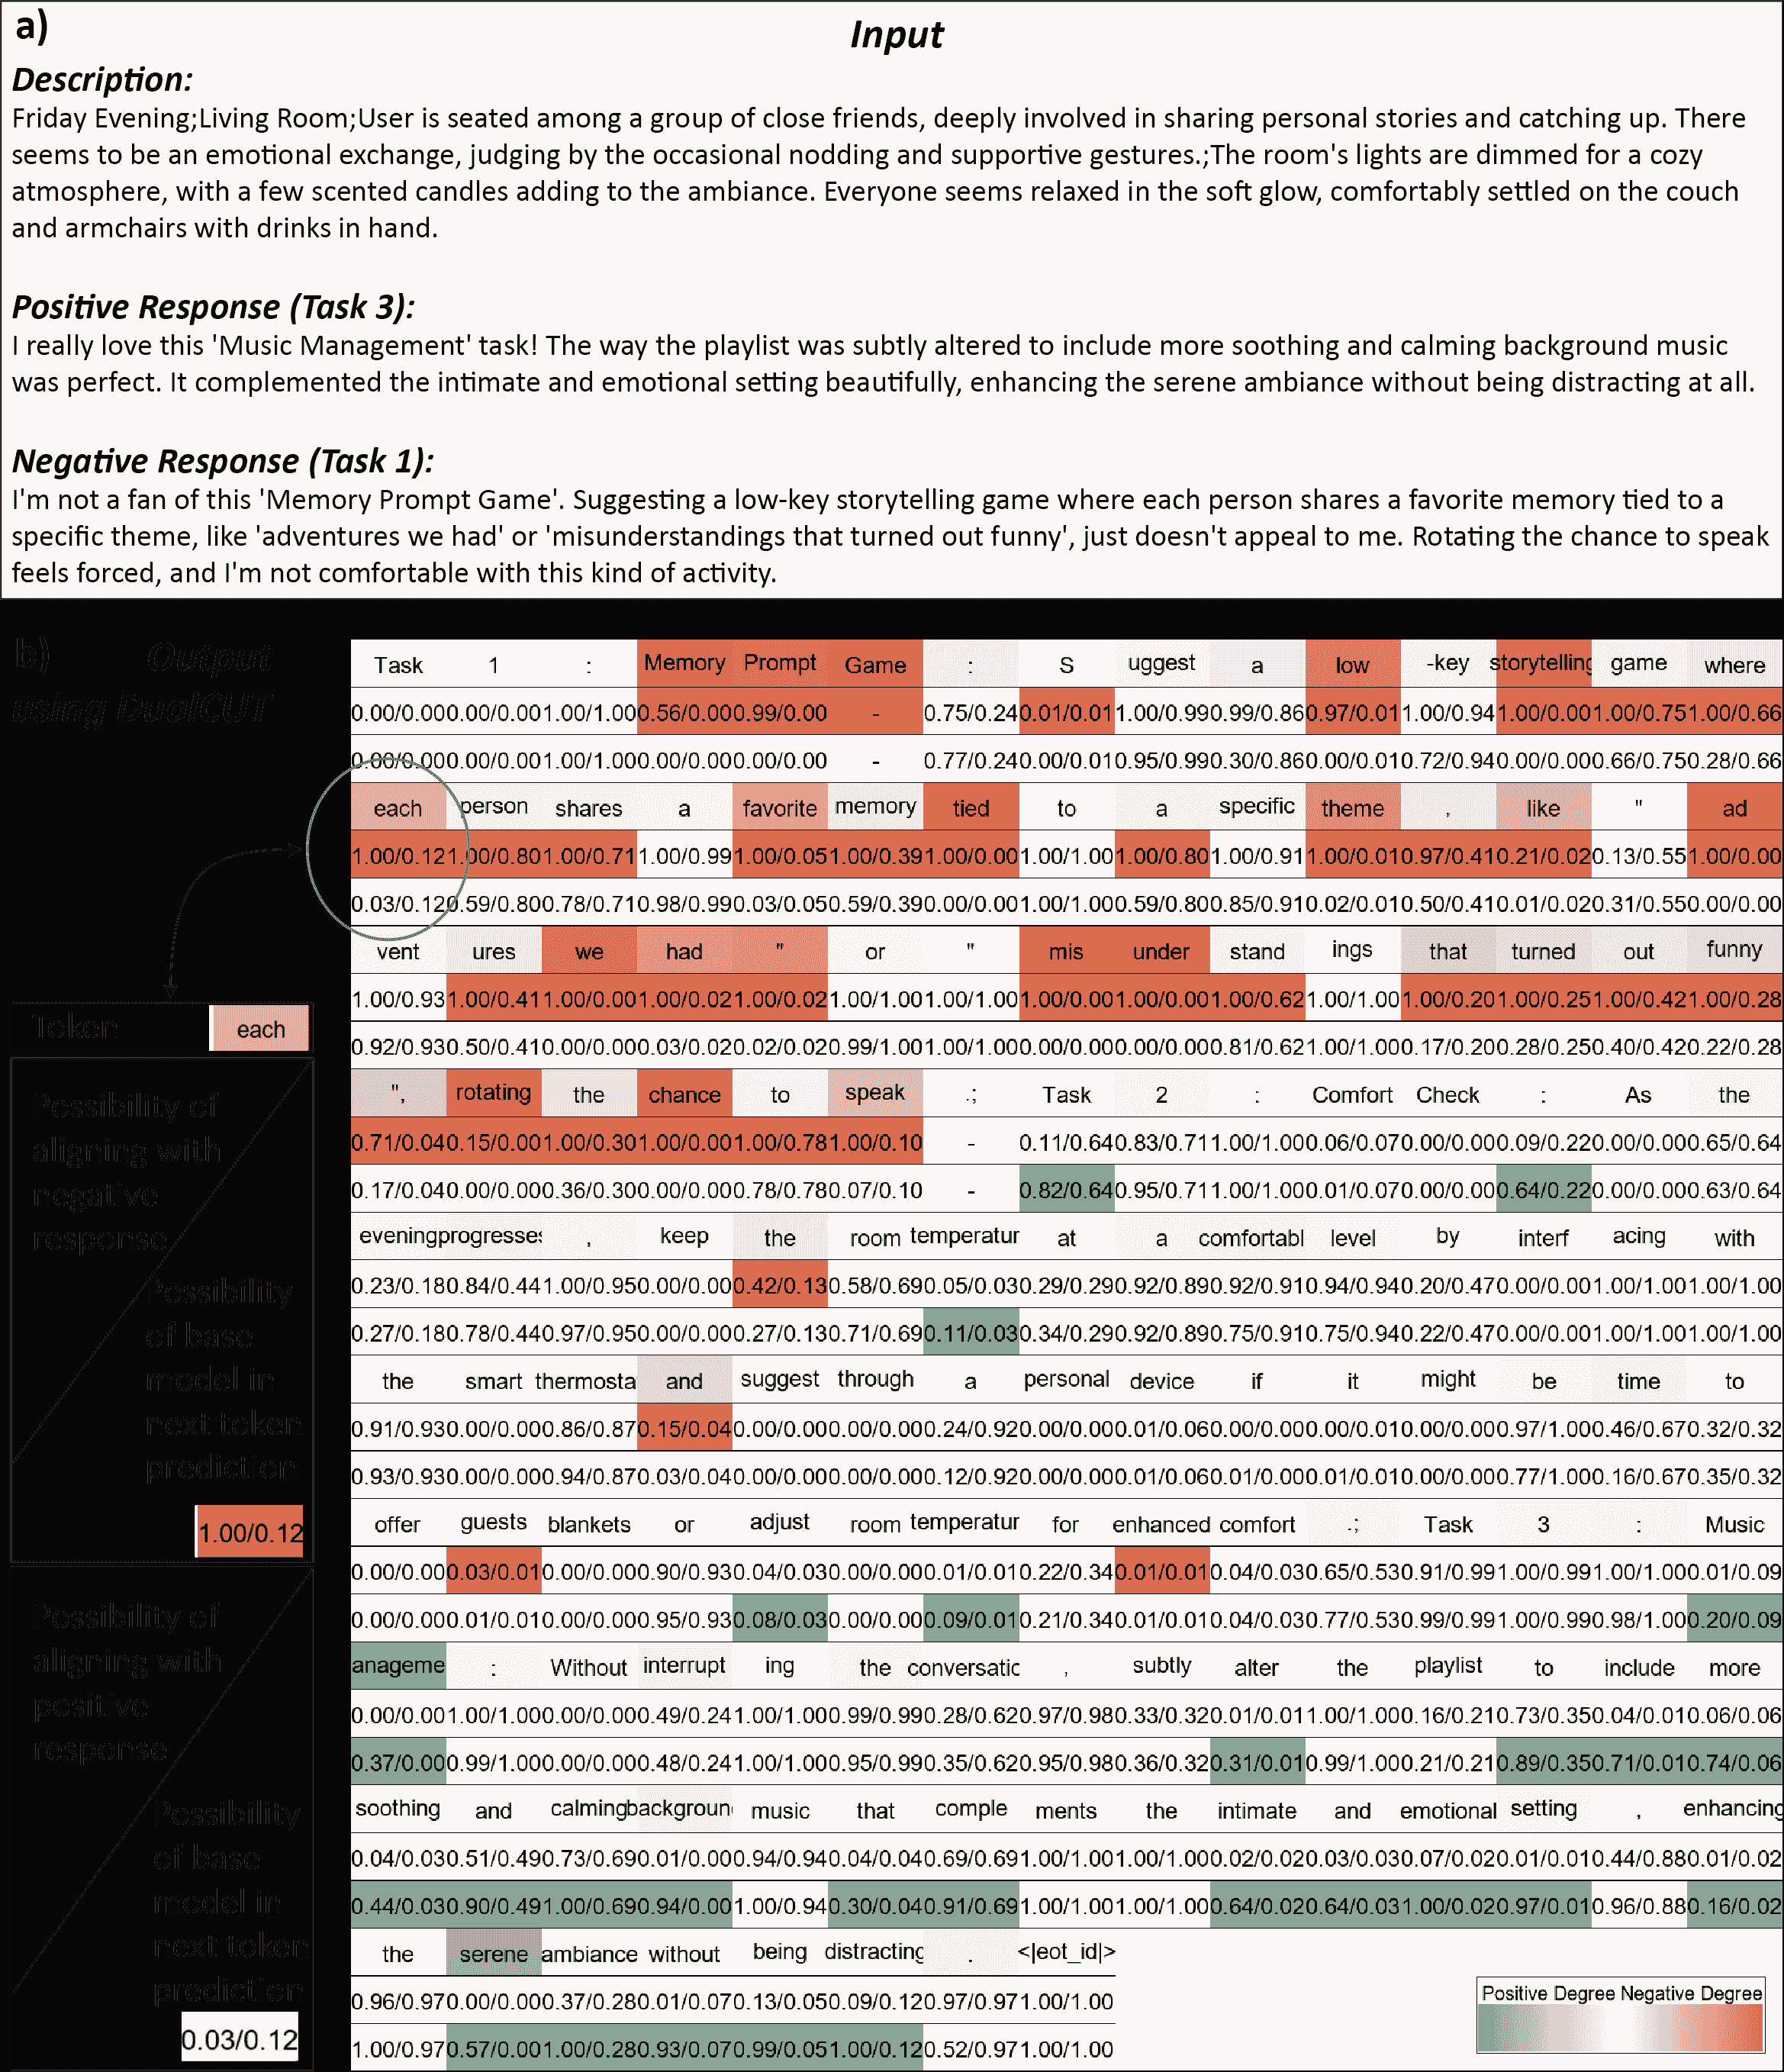 a)
Input
Description:
Friday Evening;Living Room;User is seated among a group of close friends, deeply involved in sharing personal stories and catching up. There
seems to be an emotional exchange, judging by the occasional nodding and supportive gestures.;The room's lights are dimmed for a cozy
atmosphere, with a few scented candles adding to the ambiance. Everyone seems relaxed in the soft glow, comfortably settled on the couch
and armchairs with drinks in hand.
Positive Response (Task 3):
I really love this 'Music Management' task! The way the playlist was subtly altered to include more soothing and calming background music
was perfect. It complemented the intimate and emotional setting beautifully, enhancing the serene ambiance without being distracting at all.
Negative Response (Task 1):
I'm not a fan of this 'Memory Prompt Game'. Suggesting a low-key storytelling game where each person shares a favorite memory tied to a
specific theme, like 'adventures we had' or 'misunderstandings that turned out funny', just doesn't appeal to me. Rotating the chance to speak
feels forced, and I'm not comfortable with this kind of activity.
b)
Output
using DualCUT
Token
each
Possibility of
aligning with
negative
response
Possibility
of base
model in
next token
prediction
1.00/0.12
Possibility of
aligning with
positive
response
Possibility
of base
model in
next token
prediction
0.03/0.12
Task 1 : Memory Prompt Game : S uggest a low -key storytelling game where
0.00/0.00 0.00/0.00 1.00/1.00 0.56/0.00 0.99/0.00 - 0.75/0.24 0.01/0.01 1.00/0.99 0.99/0.86 0.97/0.01 1.00/0.94 1.00/0.00 1.00/0.75 1.00/0.66
0.00/0.00 0.00/0.00 1.00/1.00 0.00/0.00 0.00/0.00 - 0.77/0.24 0.00/0.01 0.95/0.99 0.30/0.86 0.00/0.01 0.72/0.94 0.00/0.00 0.66/0.75 0.28/0.66
each person shares a favorite memory tied to a specific theme , like " ad
1.00/0.12 1.00/0.80 1.00/0.71 1.00/0.99 1.00/0.05 1.00/0.39 1.00/0.00 1.00/1.00 1.00/0.80 1.00/0.91 1.00/0.01 0.97/0.41 0.21/0.02 0.13/0.55 1.00/0.00
0.03/0.12 0.59/0.80 0.78/0.71 0.98/0.99 0.03/0.05 0.59/0.39 0.00/0.00 1.00/1.00 0.59/0.80 0.85/0.91 0.02/0.01 0.50/0.41 0.01/0.02 0.31/0.55 0.00/0.00
vent ures we had " or " mis under stand ings that turned out funny
1.00/0.93 1.00/0.41 1.00/0.00 1.00/0.02 1.00/0.02 1.00/1.00 1.00/1.00 1.00/0.00 1.00/0.00 1.00/0.62 1.00/1.00 1.00/0.20 1.00/0.25 1.00/0.42 1.00/0.28
0.92/0.93 0.50/0.41 0.00/0.00 0.03/0.02 0.02/0.02 0.99/1.00 1.00/1.00 0.00/0.00 0.00/0.00 0.81/0.62 1.00/1.00 0.17/0.20 0.28/0.25 0.40/0.42 0.22/0.28
", rotating the chance to speak .; Task 2 : Comfort Check : As the
0.71/0.04 0.15/0.00 1.00/0.30 1.00/0.00 1.00/0.78 1.00/0.10 - 0.11/0.64 0.83/0.71 1.00/1.00 0.06/0.07 0.00/0.00 0.09/0.22 0.00/0.00 0.65/0.64
0.17/0.04 0.00/0.00 0.36/0.30 0.00/0.00 0.78/0.78 0.07/0.10 - 0.82/0.64 0.95/0.71 1.00/1.00 0.01/0.07 0.00/0.00 0.64/0.22 0.00/0.00 0.63/0.64
evening progresses , keep the room temperatur at a comfortabl level by interf acing with
0.23/0.18 0.84/0.44 1.00/0.95 0.00/0.00 0.42/0.13 0.58/0.69 0.05/0.03 0.29/0.29 0.92/0.89 0.92/0.91 0.94/0.94 0.20/0.47 0.00/0.00 1.00/1.00 1.00/1.00
0.27/0.18 0.78/0.44 0.97/0.95 0.00/0.00 0.27/0.13 0.71/0.69 0.11/0.03 0.34/0.29 0.92/0.89 0.75/0.91 0.75/0.94 0.22/0.47 0.00/0.00 1.00/1.00 1.00/1.00
the smart thermosta and suggest through a personal device if it might be time to
0.91/0.93 0.00/0.00 0.86/0.87 0.15/0.04 0.00/0.00 0.00/0.00 0.24/0.92 0.00/0.00 0.01/0.06 0.00/0.00 0.00/0.01 0.00/0.00 0.97/1.00 0.46/0.67 0.32/0.32
0.93/0.93 0.00/0.00 0.94/0.87 0.03/0.04 0.00/0.00 0.00/0.00 0.12/0.92 0.00/0.00 0.01/0.06 0.01/0.00 0.01/0.01 0.00/0.00 0.77/1.00 0.16/0.67 0.35/0.32
offer guests blankets or adjust room temperatur for enhanced comfort .; Task 3 : Music
0.00/0.00 0.03/0.01 0.00/0.00 0.90/0.93 0.04/0.03 0.00/0.00 0.01/0.01 0.22/0.34 0.01/0.01 0.04/0.03 0.65/0.53 0.91/0.99 1.00/0.99 1.00/1.00 0.01/0.09
0.00/0.00 0.01/0.01 0.00/0.00 0.95/0.93 0.08/0.03 0.00/0.00 0.09/0.01 0.21/0.34 0.01/0.01 0.04/0.03 0.77/0.53 0.99/0.99 1.00/0.99 0.98/1.00 0.20/0.09
anageme : Without interrupt ing the conversatic , subtly alter the playlist to include more
0.00/0.00 1.00/1.00 0.00/0.00 0.49/0.24 1.00/1.00 0.99/0.99 0.28/0.62 0.97/0.98 0.33/0.32 0.01/0.01 1.00/1.00 0.16/0.21 0.73/0.35 0.04/0.01 0.06/0.06
0.37/0.00 0.99/1.00 0.00/0.00 0.48/0.24 1.00/1.00 0.95/0.99 0.35/0.62 0.95/0.98 0.36/0.32 0.31/0.01 0.99/1.00 0.21/0.21 0.89/0.35 0.71/0.01 0.74/0.06
soothing and calming backgroun music that comple ments the intimate and emotional setting , enhancing
0.04/0.03 0.51/0.49 0.73/0.69 0.01/0.00 0.94/0.94 0.04/0.04 0.69/0.69 1.00/1.00 1.00/1.00 0.02/0.02 0.03/0.03 0.07/0.02 0.01/0.01 0.44/0.88 0.01/0.02
0.44/0.03 0.90/0.49 1.00/0.69 0.94/0.00 1.00/0.94 0.30/0.04 0.91/0.69 1.00/1.00 1.00/1.00 0.64/0.02 0.64/0.03 1.00/0.02 0.97/0.01 0.96/0.88 0.16/0.02
the serene ambiance without being distracting . <|eot_id|>
0.96/0.97 0.00/0.00 0.37/0.28 0.01/0.07 0.13/0.05 0.09/0.12 0.97/0.97 1.00/1.00
1.00/0.97 0.57/0.00 1.00/0.28 0.93/0.07 0.99/0.05 1.00/0.12 0.52/0.97 1.00/1.00
Positive Degree Negative Degree